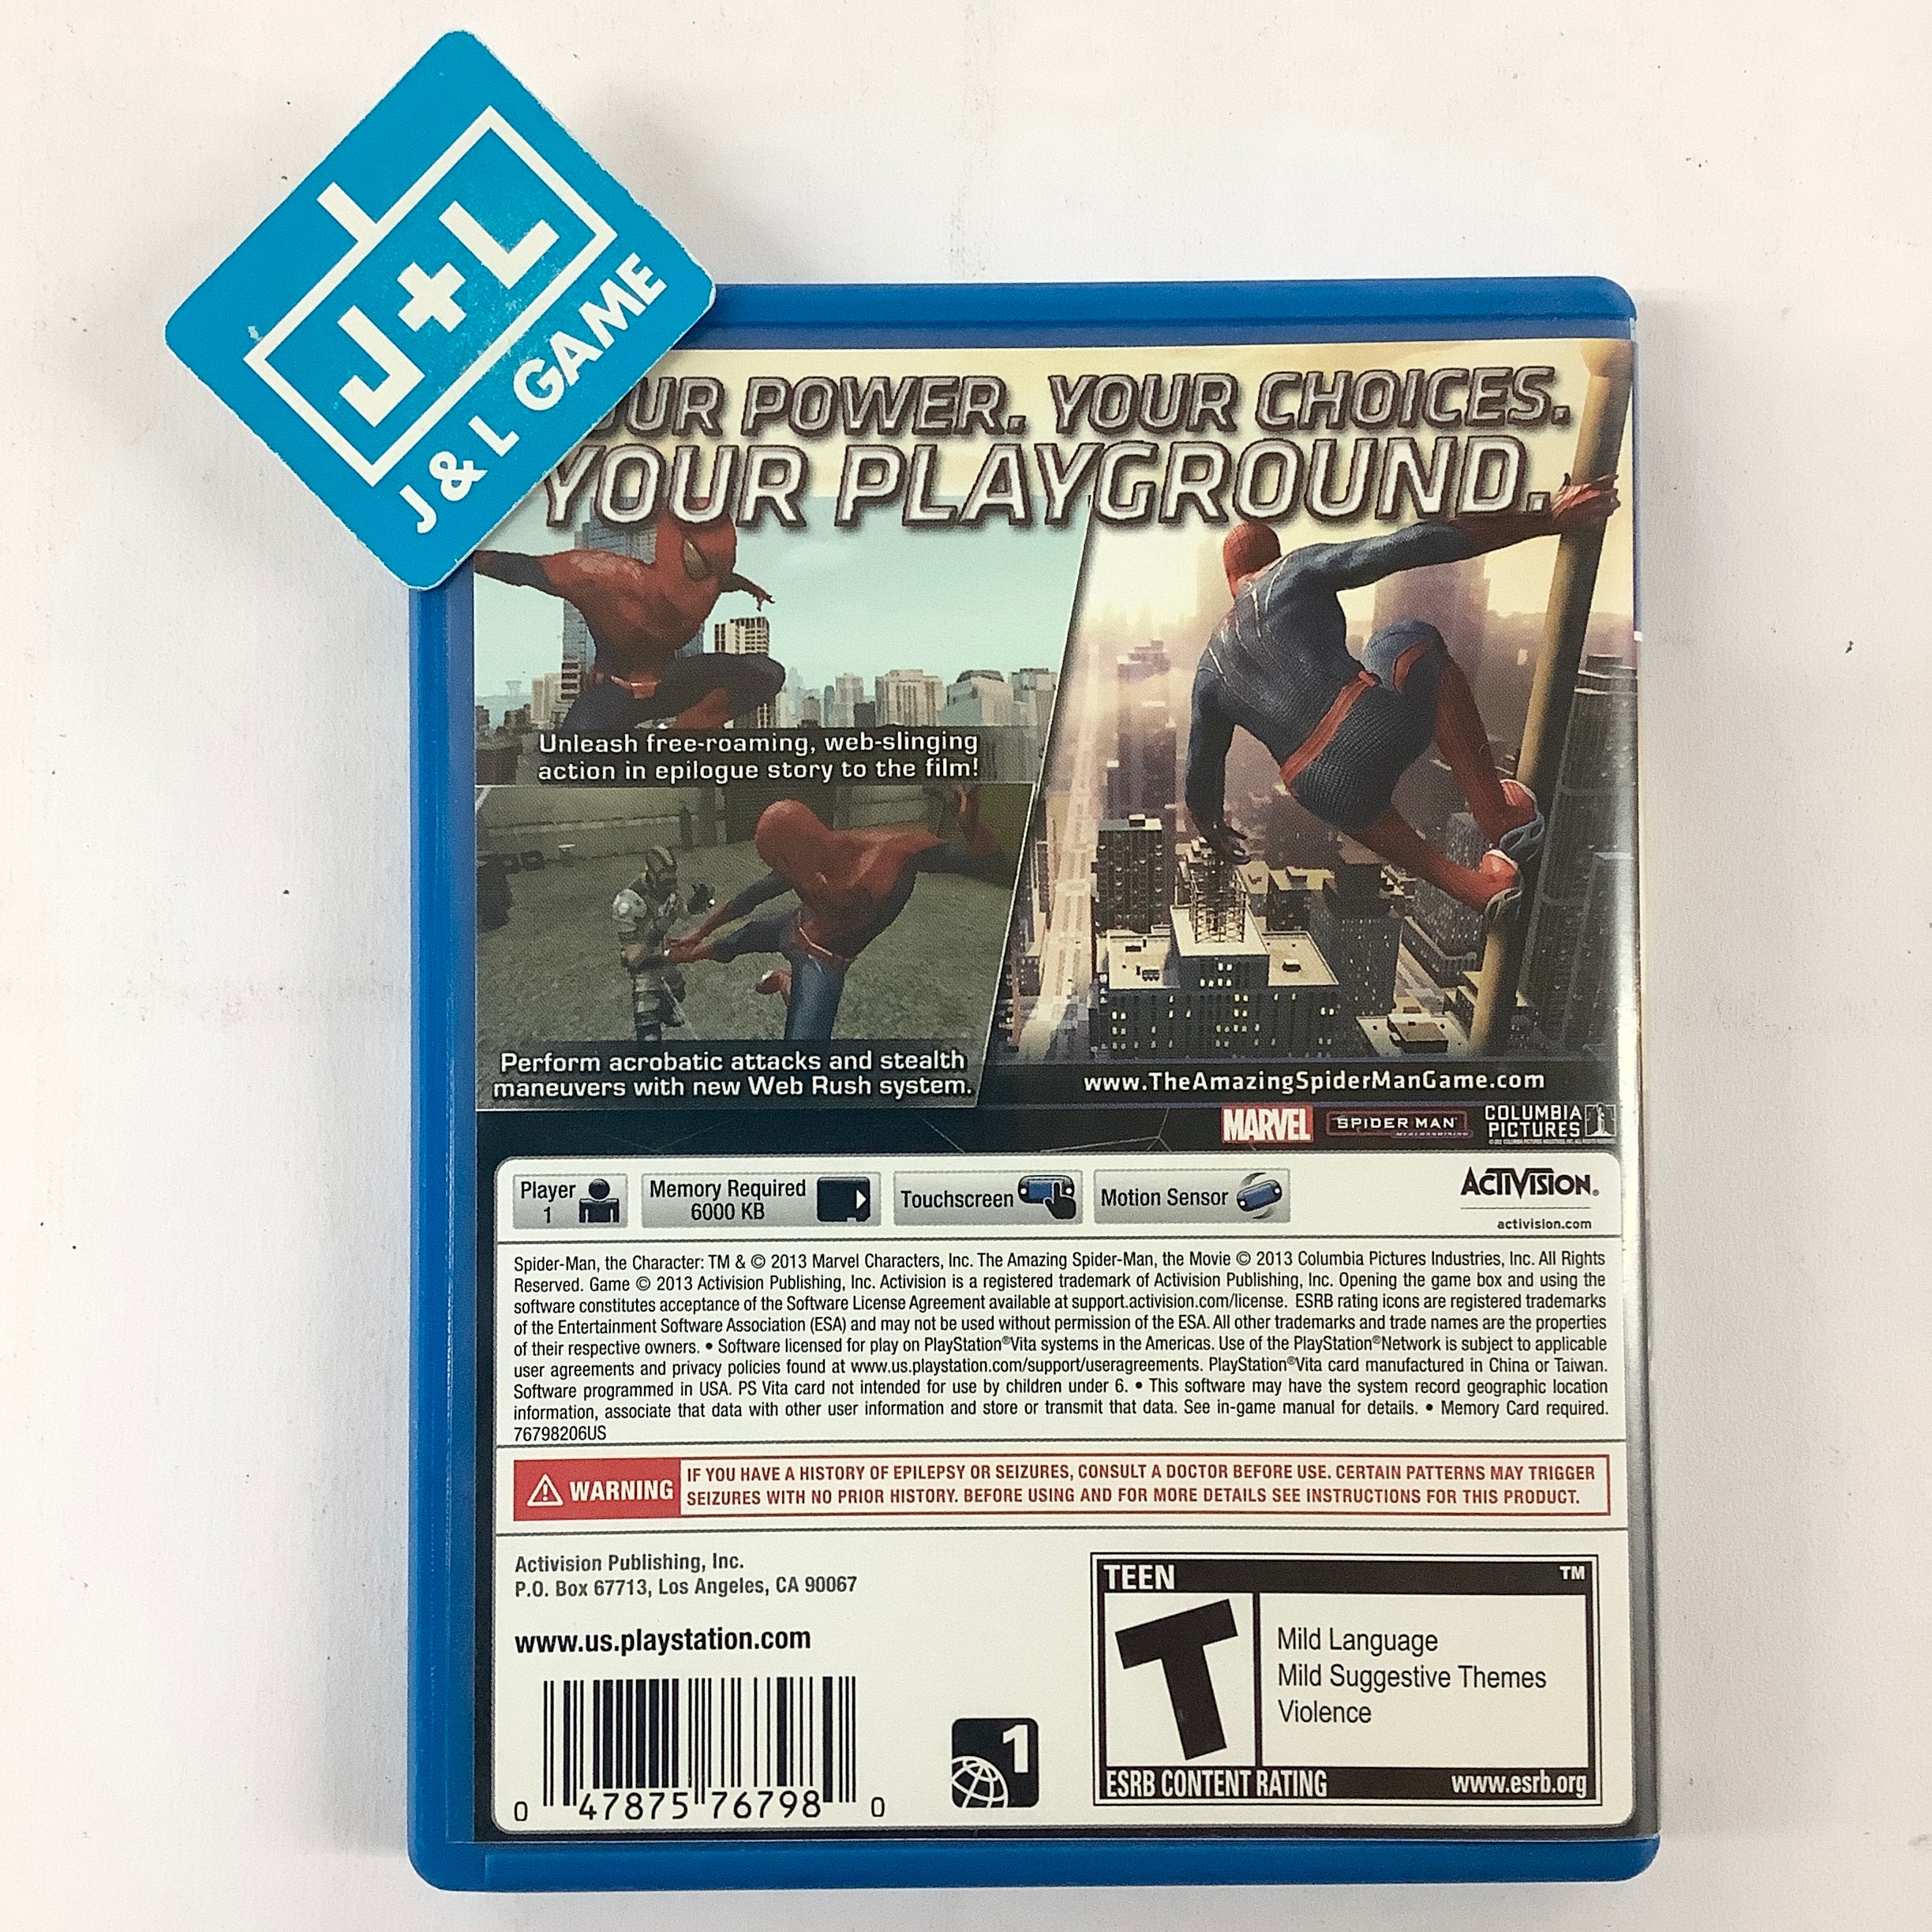 J+L
J & L GAME
OUR POWER. YOUR CHOICES.
YOUR PLAYGROUND.
Unleash free-roaming, web-slinging
action in epilogue story to the film!
Perform acrobatic attacks and stealth
maneuvers with new Web Rush system.
www.TheAmazingSpiderManGame.com
MARVEL SPIDER MAN COLUMBIA
PICTURES
Player
1
Memory Required
6000 KB
Touchscreen
Motion Sensor
ACTIVISION®
activision.com
Spider-Man, the Character: TM & © 2013 Marvel Characters, Inc. The Amazing Spider-Man, the Movie © 2013 Columbia Pictures Industries, Inc. All Rights
Reserved. Game © 2013 Activision Publishing, Inc. Activision is a registered trademark of Activision Publishing, Inc. Opening the game box and using the
software constitutes acceptance of the Software License Agreement available at support.activision.com/license. ESRB rating icons are registered trademarks
of the Entertainment Software Association (ESA) and may not be used without permission of the ESA. All other trademarks and trade names are the properties
of their respective owners. • Software licensed for play on PlayStation®Vita systems in the Americas. Use of the PlayStation®Network is subject to applicable
user agreements and privacy policies found at www.us.playstation.com/support/useragreements. PlayStation®Vita card manufactured in China or Taiwan.
Software programmed in USA. PS Vita card not intended for use by children under 6. • This software may have the system record geographic location
information, associate that data with other user information and store or transmit that data. See in-game manual for details. • Memory Card required.
76798206US
WARNING
IF YOU HAVE A HISTORY OF EPILEPSY OR SEIZURES, CONSULT A DOCTOR BEFORE USE. CERTAIN PATTERNS MAY TRIGGER
SEIZURES WITH NO PRIOR HISTORY. BEFORE USING AND FOR MORE DETAILS SEE INSTRUCTIONS FOR THIS PRODUCT.
Activision Publishing, Inc.
P.O. Box 67713, Los Angeles, CA 90067
www.us.playstation.com
0 47875 76798 0
1
TEEN TM
T
Mild Language
Mild Suggestive Themes
Violence
ESRB CONTENT RATING www.esrb.org